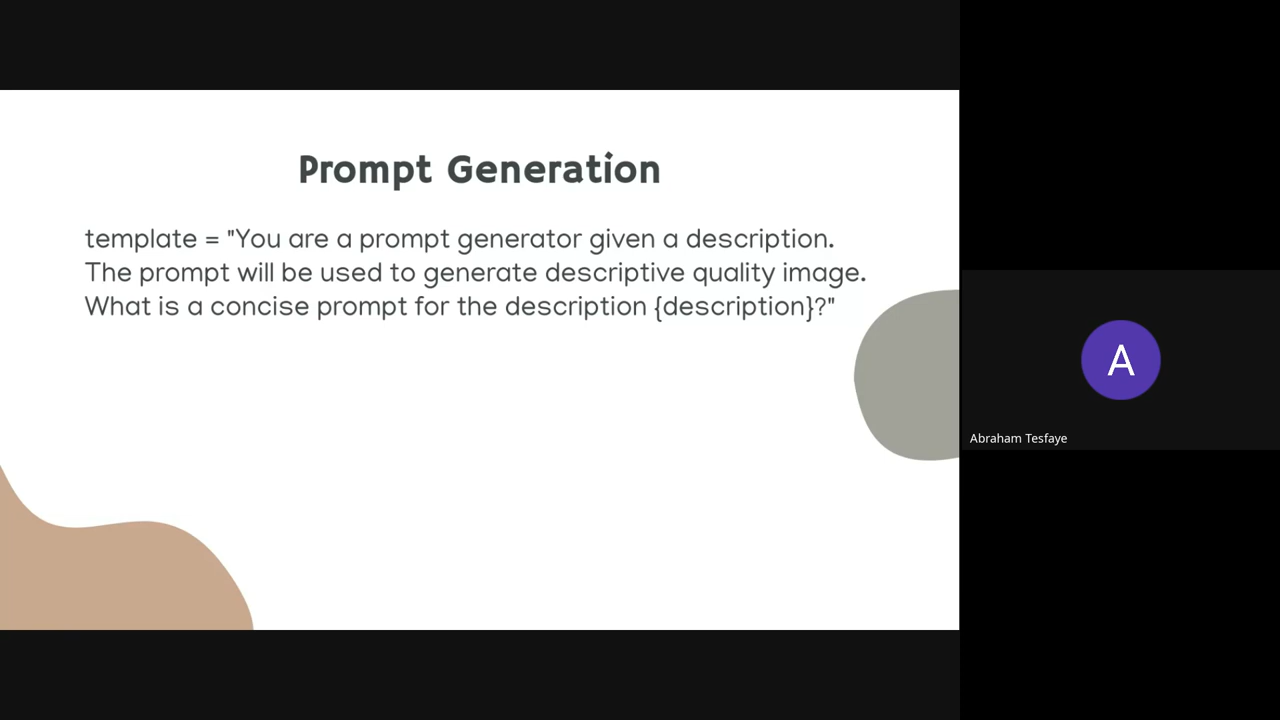 Prompt Generation
template = "You are a prompt generator given a description.
The prompt will be used to generate descriptive quality image.
What is a concise prompt for the description {description}?"
A
Abraham Tesfaye